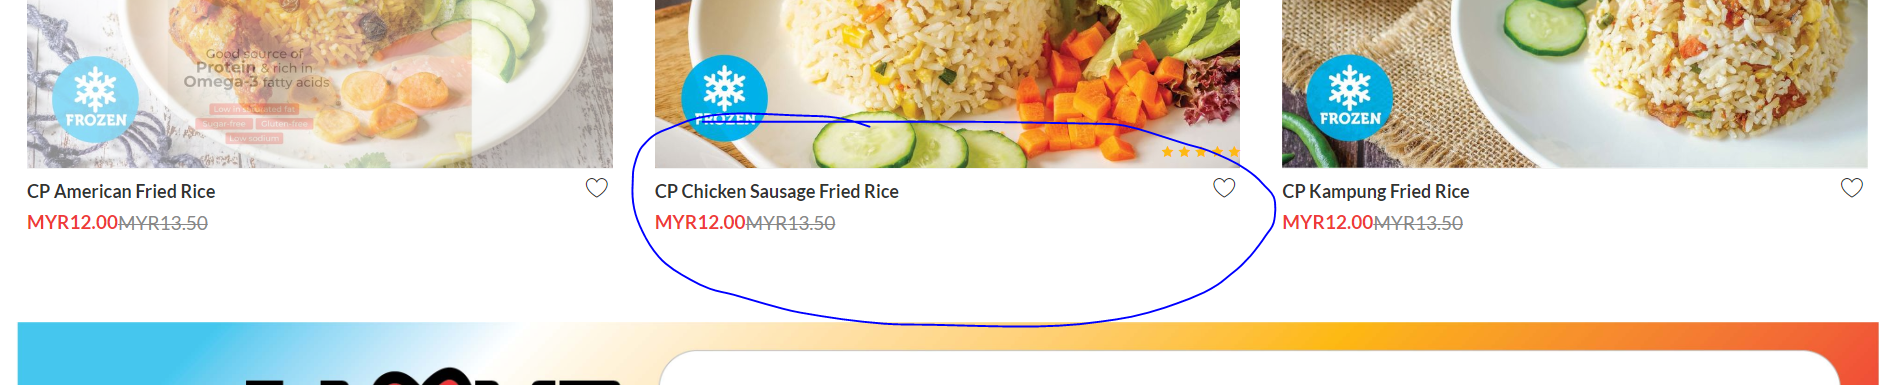 Good source of
Protein & rich in
Omega-3 fatty acids
Low in saturated fat
Sugar-free Gluten-free
Low sodium
FROZEN
FROZEN
FROZEN
CP American Fried Rice
MYR12.00MYR13.50
CP Chicken Sausage Fried Rice
MYR12.00MYR13.50
CP Kampung Fried Rice
MYR12.00MYR13.50